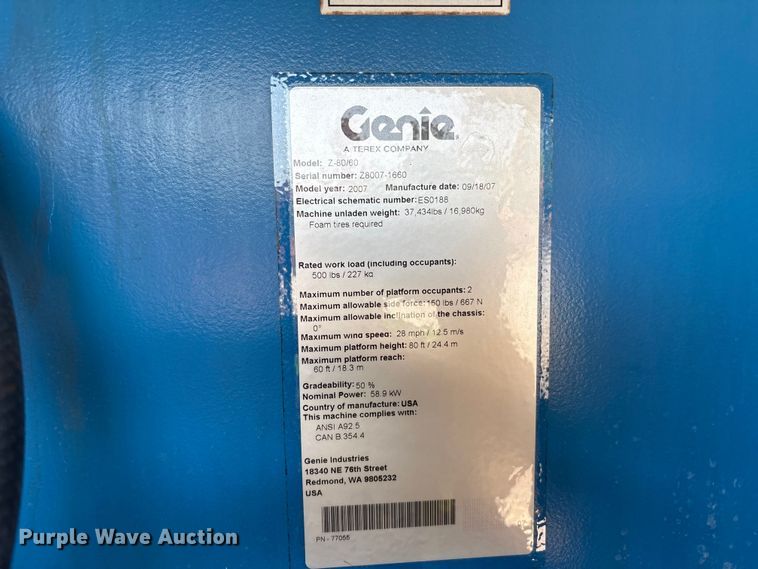 Genie
A TEREX COMPANY
Model: Z-80/60
Serial number: Z8007-1660
Model year: 2007 Manufacture date: 09/18/07
Electrical schematic number: ES0188
Machine unladen weight: 37,434lbs / 16,980kg
Foam tires required
Rated work load (including occupants):
500 lbs / 227 kg
Maximum number of platform occupants: 2
Maximum allowable side force: 150 lbs / 667 N
Maximum allowable inclination of the chassis:
0°
Maximum wind speed: 28 mph / 12.5 m/s
Maximum platform height: 80 ft / 24.4 m
Maximum platform reach:
60 ft / 18.3 m
Gradeability: 50 %
Nominal Power: 58.9 kW
Country of manufacture: USA
This machine complies with:
ANSI A92.5
CAN B.354.4
Genie Industries
18340 NE 76th Street
Redmond, WA 9805232
USA
PN - 77055
Purple Wave Auction